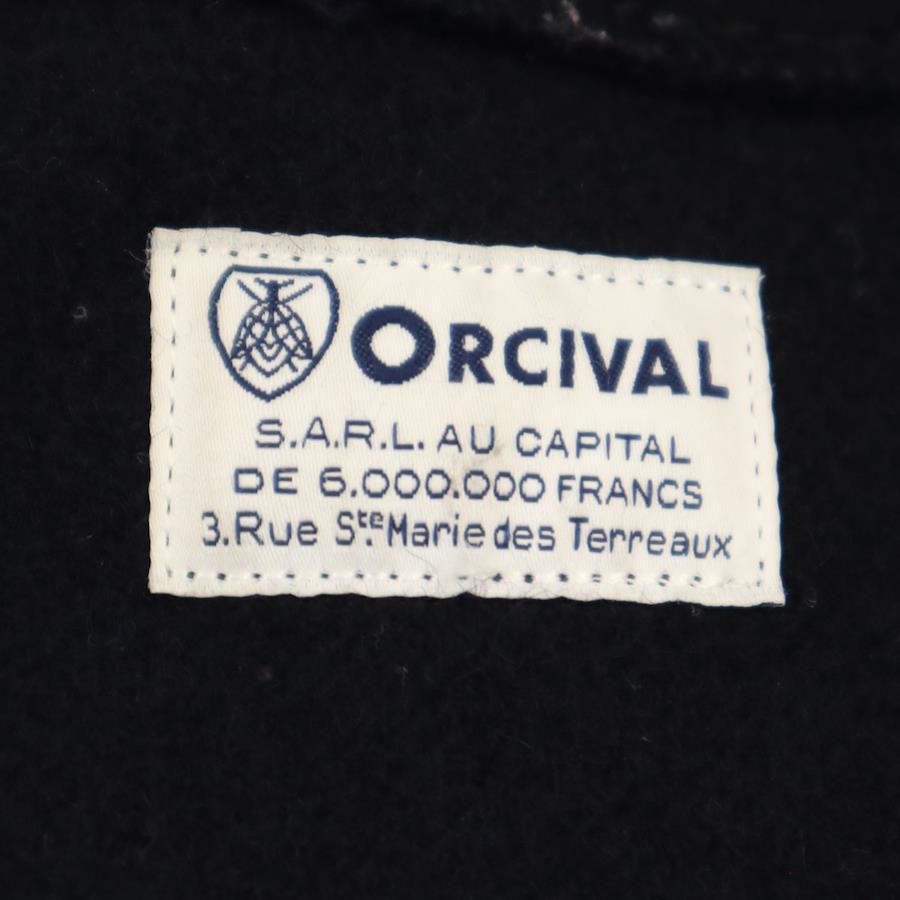 ORCIVAL
S.A.R.L. AU CAPITAL
DE 6.000.000 FRANCS
3.Rue Ste Marie des Terreaux